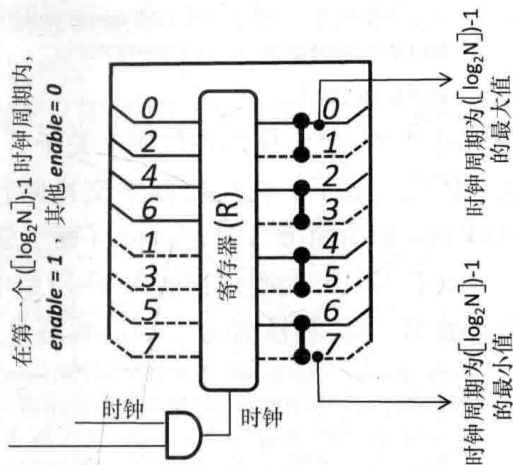 在第一个 (⌊log₂N⌋)-1 时钟周期内,
enable = 1 , 其他 enable = 0
0
2
4
6
1
3
5
7
寄存器 (R)
0
1
2
3
4
5
6
7
时钟
时钟
时钟周期为(⌊log₂N⌋)-1
的最大值
时钟周期为(⌊log₂N⌋)-1
的最小值